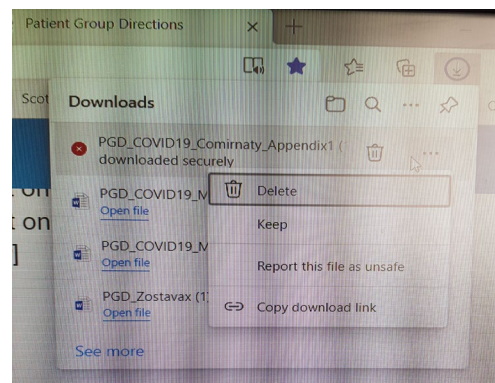 Patient Group Directions
Scot
Downloads
PGD_COVID19_Comirnaty_Appendix1 (
downloaded securely
PGD_COVID19_M
Open file
PGD_COVID19_M
Open file
PGD_Zostavax (1
Open file
See more
Delete
Keep
Report this file as unsafe
Copy download link
on
]